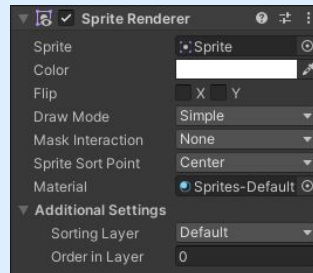 Sprite Renderer
Sprite Sprite
Color
Flip X Y
Draw Mode Simple
Mask Interaction None
Sprite Sort Point Center
Material Sprites-Default
Additional Settings
Sorting Layer Default
Order in Layer 0